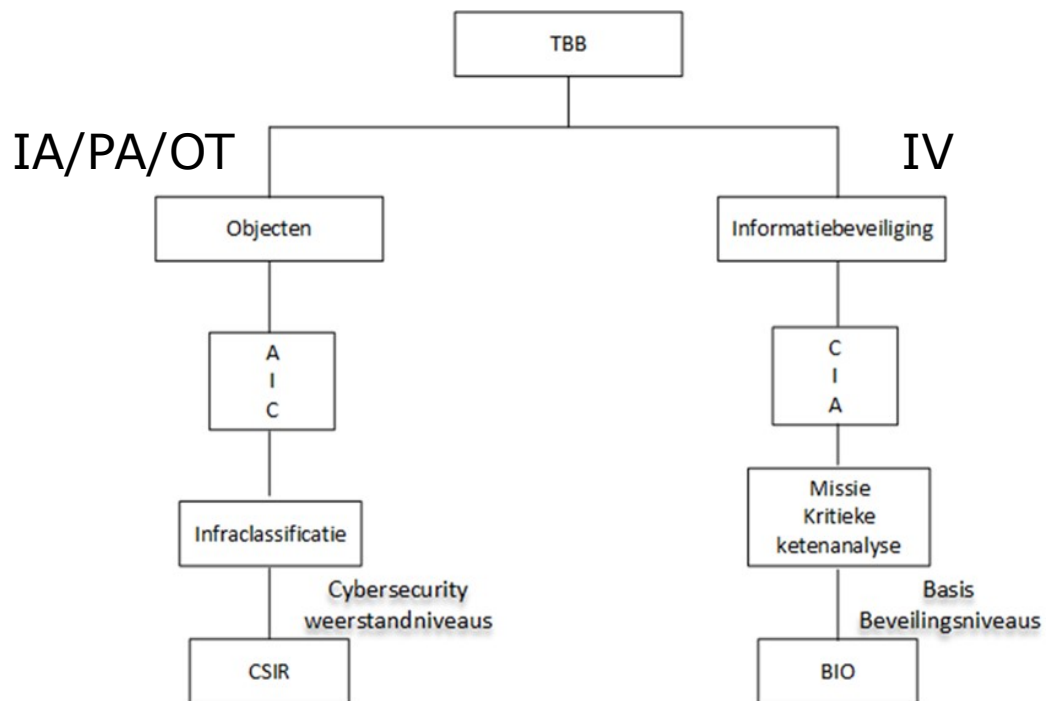 TBB
IA/PA/OT
IV
Objecten
Informatiebeveiliging
A
I
C
C
I
A
Infraclassificatie
Missie
Kritieke
ketenanalyse
Cybersecurity
weerstandniveaus
Basis
Beveilingsniveaus
CSIR
BIO